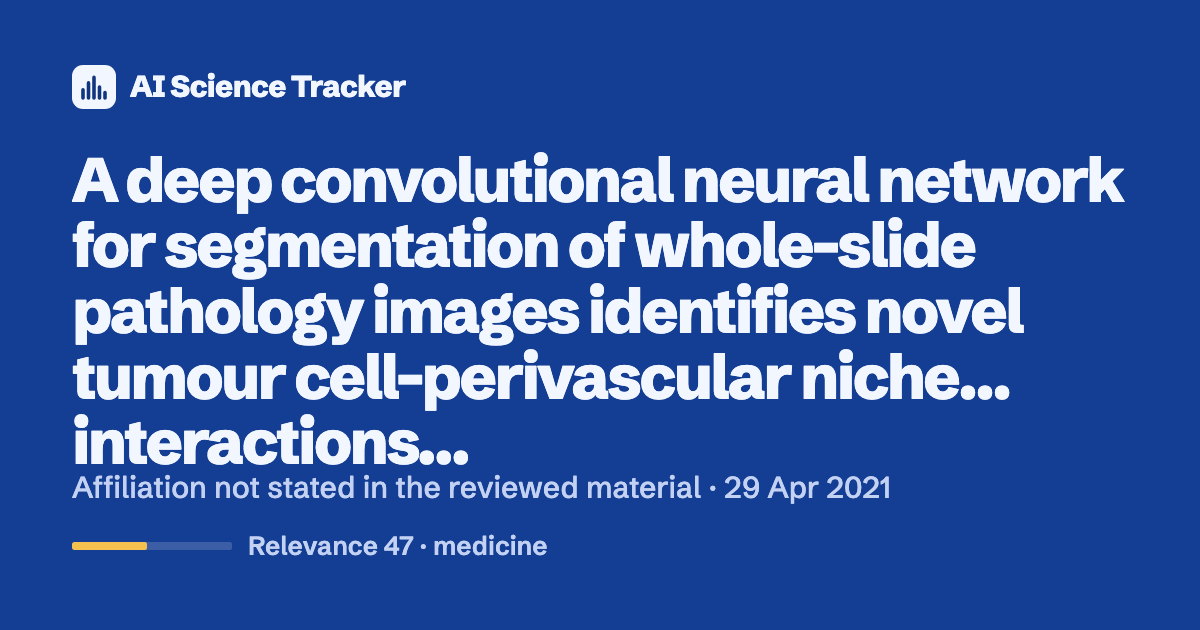 AI Science Tracker
A deep convolutional neural network
for segmentation of whole-slide
pathology images identifies novel
tumour cell-perivascular niche...
interactions...
Affiliation not stated in the reviewed material · 29 Apr 2021
Relevance 47 · medicine